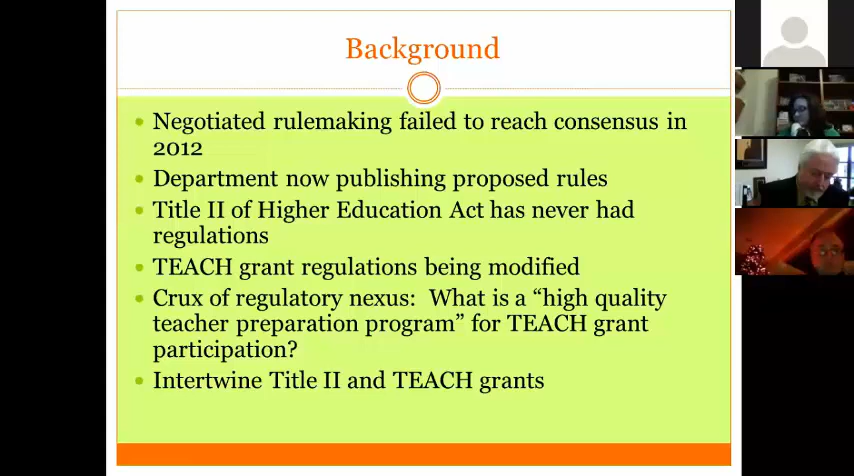 Background
• Negotiated rulemaking failed to reach consensus in
2012
• Department now publishing proposed rules
• Title II of Higher Education Act has never had
regulations
• TEACH grant regulations being modified
• Crux of regulatory nexus:  What is a “high quality
teacher preparation program” for TEACH grant
participation?
• Intertwine Title II and TEACH grants